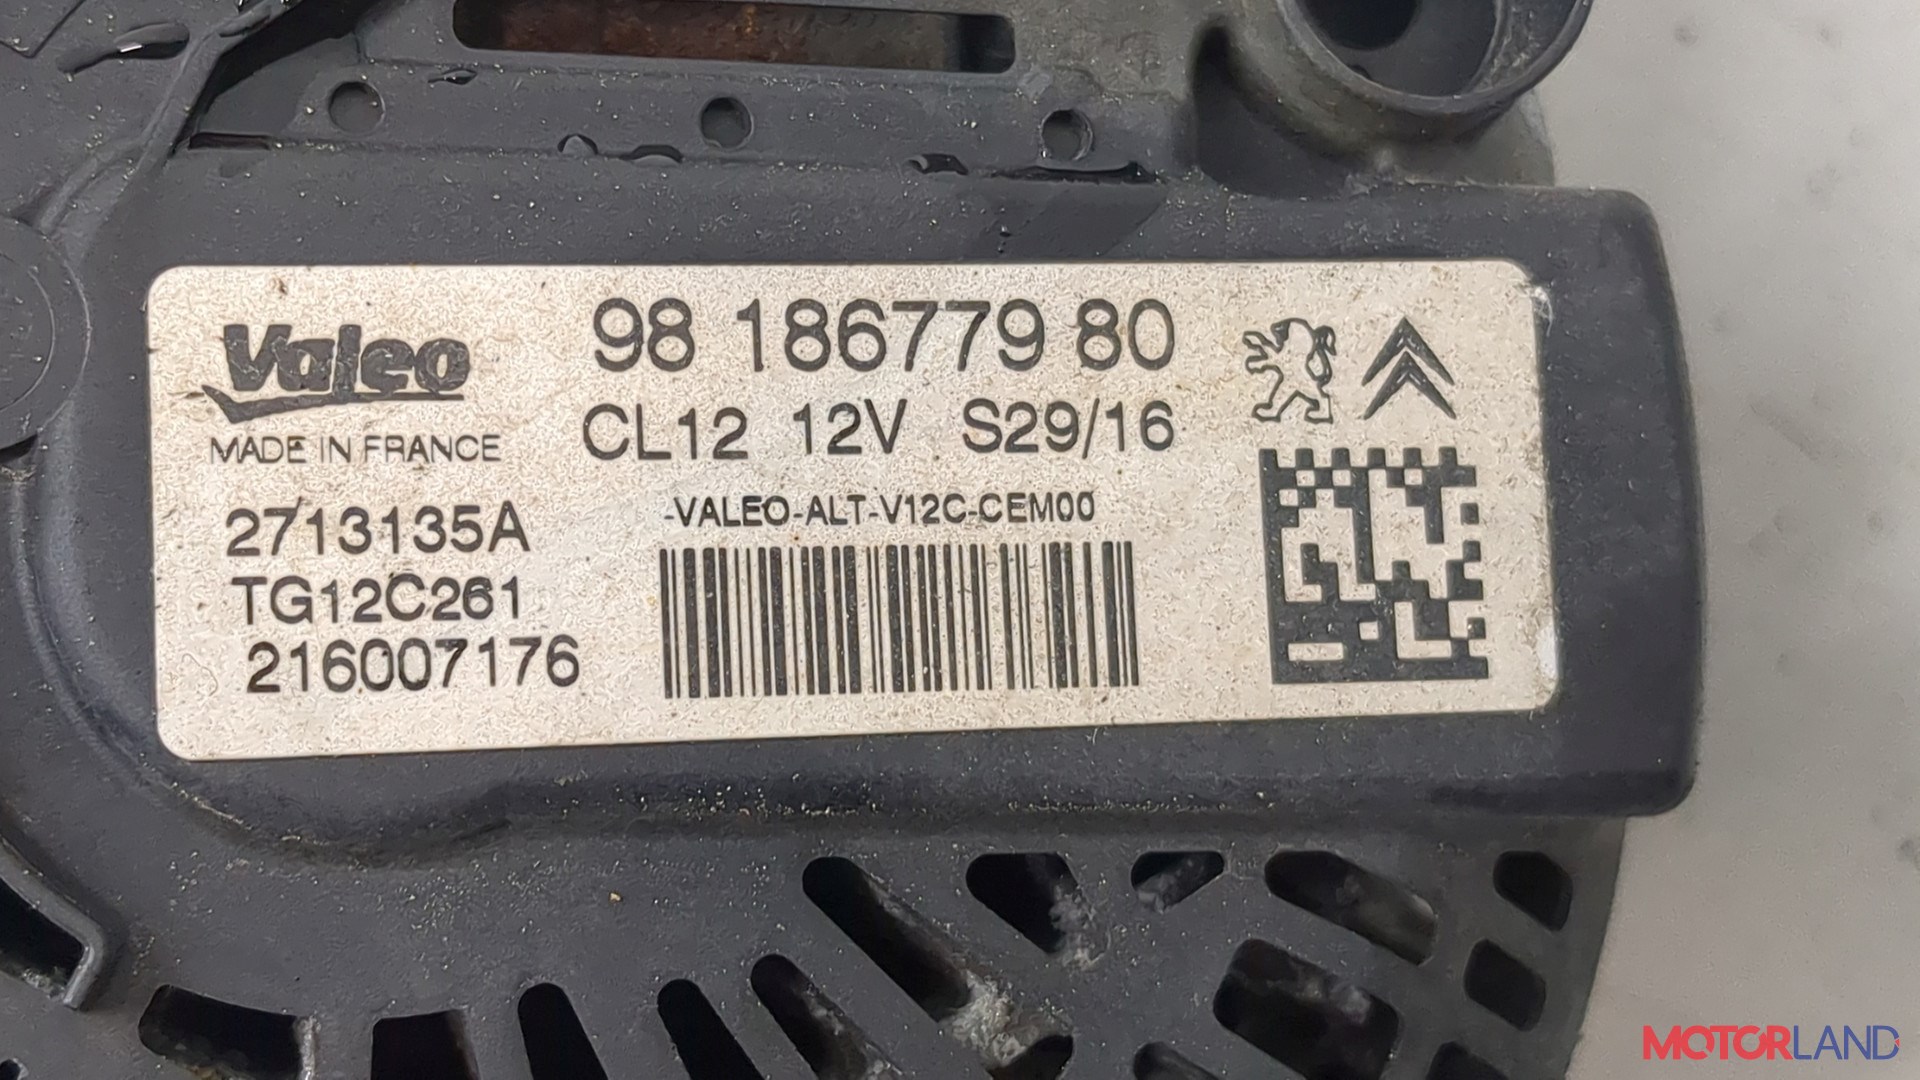 Valeo
MADE IN FRANCE
2713135A
TG12C261
216007176
98 186779 80
CL12 12V S29/16
-VALEO-ALT-V12C-CEM00
MOTORLAND